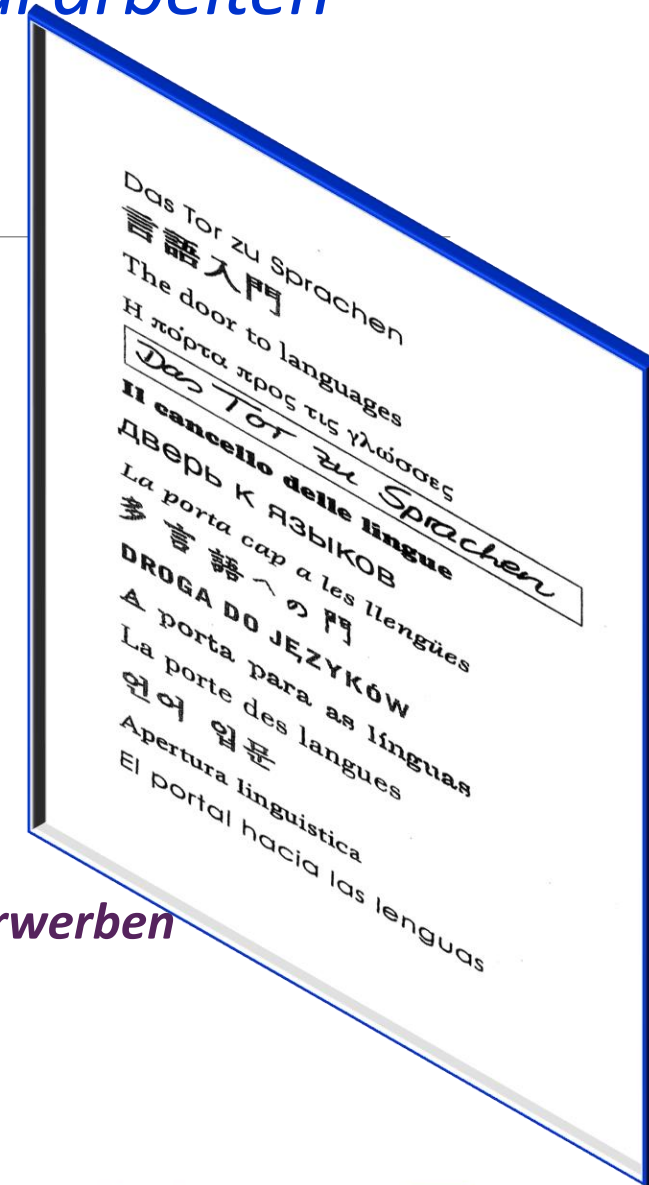 arbeiten
Das Tor zu Sprachen
言語入門
The door to languages
Η πόρτα προς τις γλώσσες
Das Tor zu Sprachen
Il cancello delle lingue
дверь к языков
La porta cap a les llengües
多言語への門
DROGA DO JĘZYKÓW
A porta para as línguas
La porte des langues
언어 입문
Apertura linguistica
El portal hacia las lenguas
rwerben